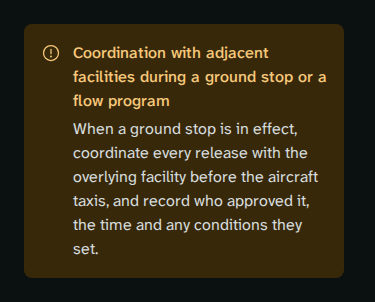 Coordination with adjacent
facilities during a ground stop or a
flow program
When a ground stop is in effect,
coordinate every release with the
overlying facility before the aircraft
taxis, and record who approved it,
the time and any conditions they
set.